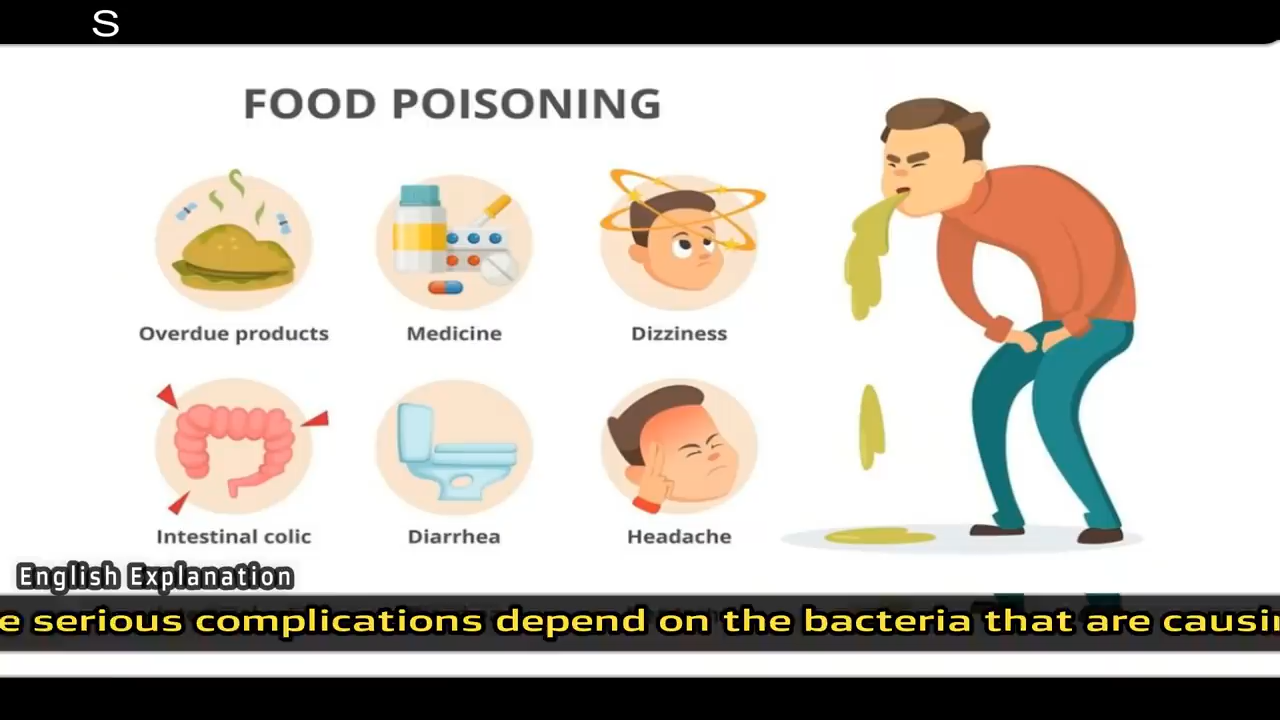 S
FOOD POISONING
Overdue products Medicine Dizziness
Intestinal colic Diarrhea Headache
English Explanation
e serious complications depend on the bacteria that are causin